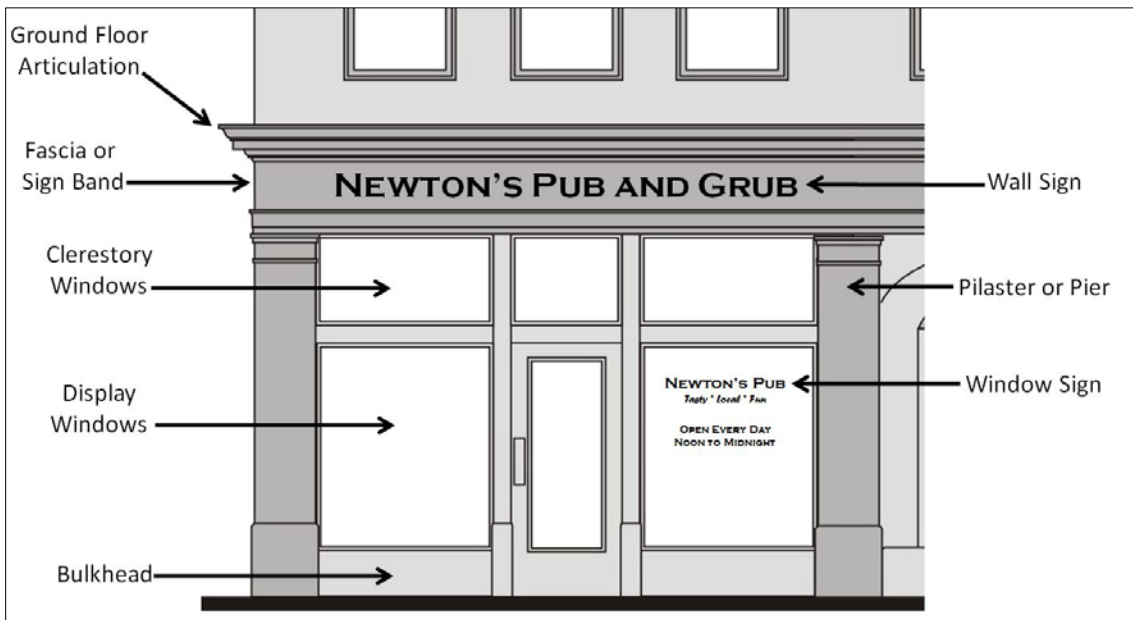 Ground Floor
Articulation
Fascia or
Sign Band
NEWTON'S PUB AND GRUB
Wall Sign
Clerestory
Windows
Pilaster or Pier
Display
Windows
NEWTON'S PUB
Tasty * Local * Fun
OPEN EVERY DAY
NOON TO MIDNIGHT
Window Sign
Bulkhead